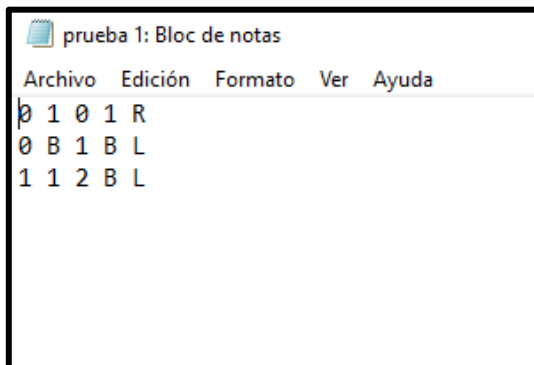 prueba 1: Bloc de notas
Archivo Edición Formato Ver Ayuda
0 1 0 1 R
0 B 1 B L
1 1 2 B L